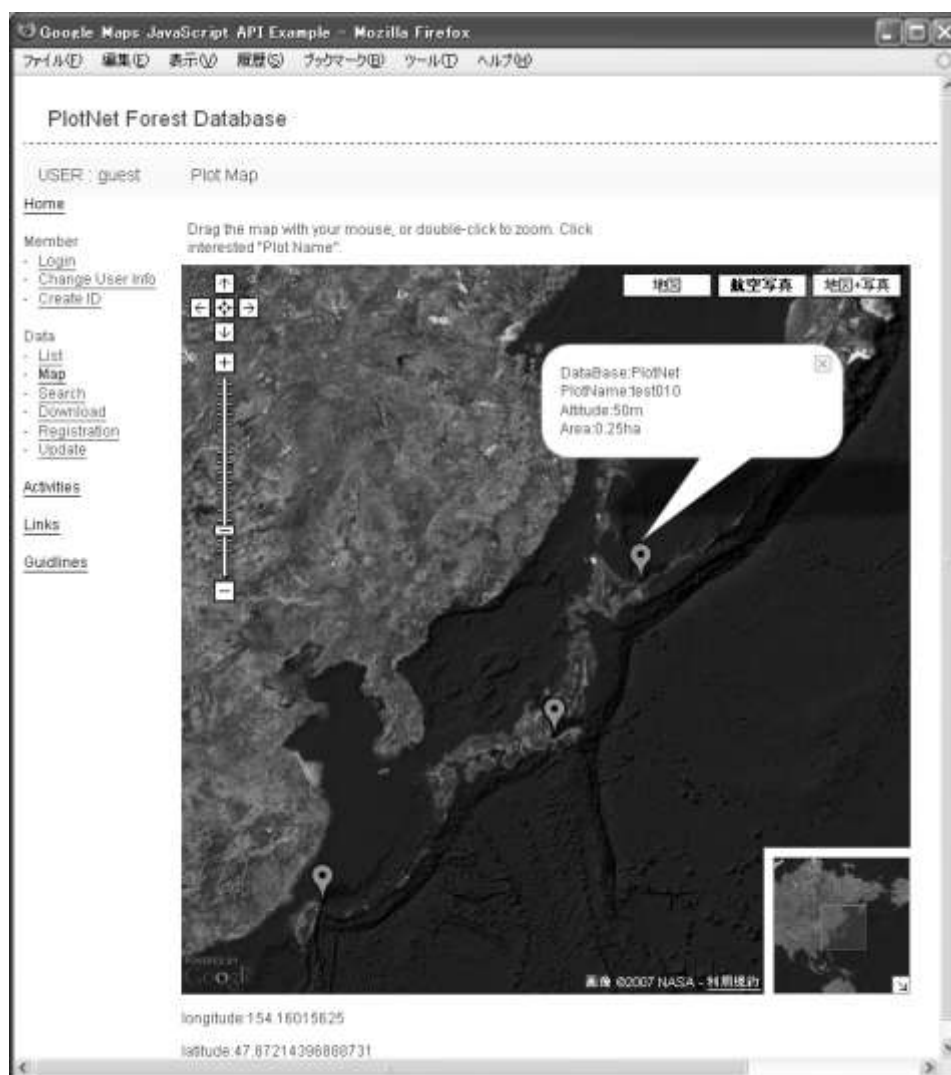 Google Maps JavaScript API Example - Mozilla Firefox
ファイル(F) 編集(E) 表示(V) 履歴(S) ブックマーク(B) ツール(T) ヘルプ(H)
PlotNet Forest Database
USER : guest Plot Map
Home
Member
- Login
- Change User Info
- Create ID
Data
- List
- Map
- Search
- Download
- Registration
- Update
Activities
Links
Guidlines
Drag the map with your mouse, or double-click to zoom. Click
interested "Plot Name".
地図 航空写真 地図+写真
DataBase:PlotNet
PlotName:test010
Altitude:50m
Area:0.25ha
POWERED BY
Google
画像 ©2007 NASA - 利用規約
longitude:154.16015625
latitude:47.87214396888731